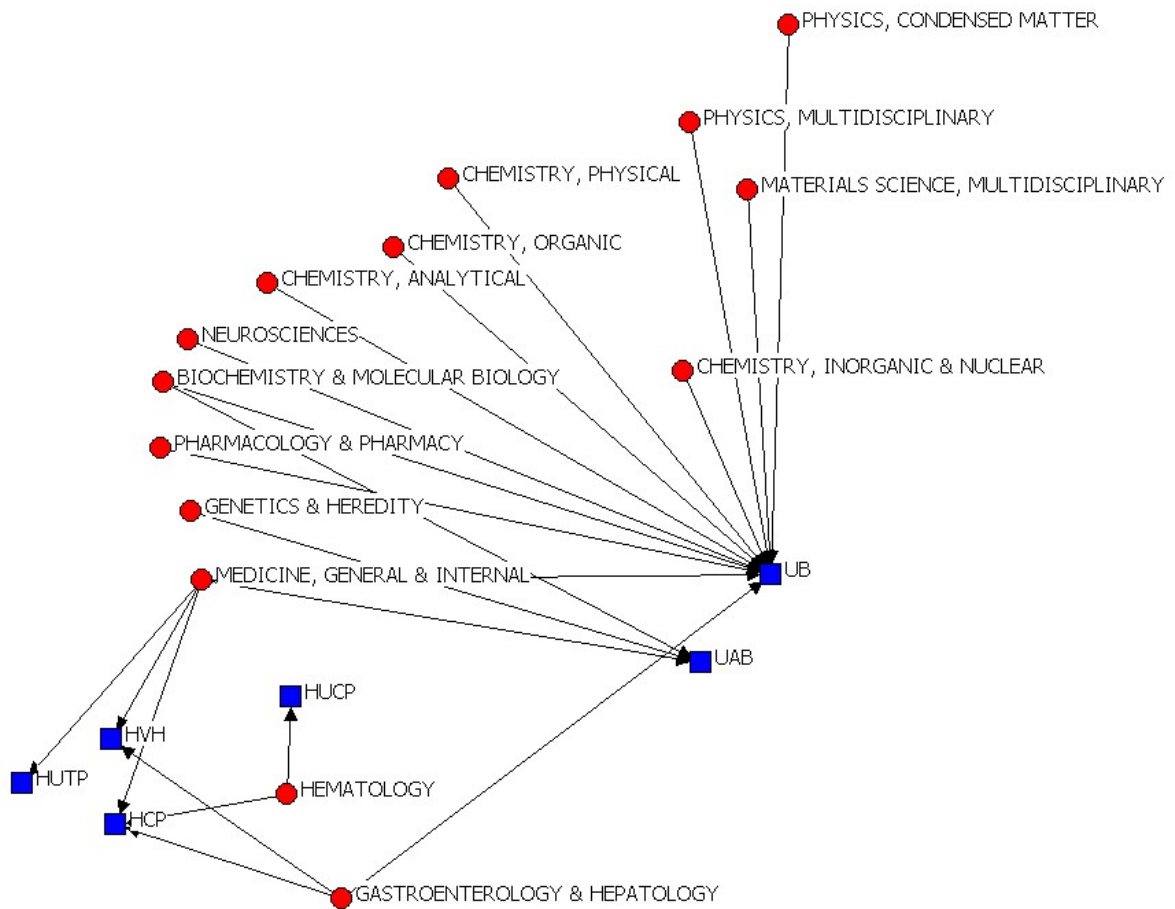 PHYSICS, CONDENSED MATTER
PHYSICS, MULTIDISCIPLINARY
CHEMISTRY, PHYSICAL
MATERIALS SCIENCE, MULTIDISCIPLINARY
CHEMISTRY, ORGANIC
CHEMISTRY, ANALYTICAL
NEUROSCIENCES
CHEMISTRY, INORGANIC & NUCLEAR
BIOCHEMISTRY & MOLECULAR BIOLOGY
PHARMACOLOGY & PHARMACY
GENETICS & HEREDITY
MEDICINE, GENERAL & INTERNAL
UB
UAB
HUCP
HVH
HUTP
HEMATOLOGY
HCP
GASTROENTEROLOGY & HEPATOLOGY